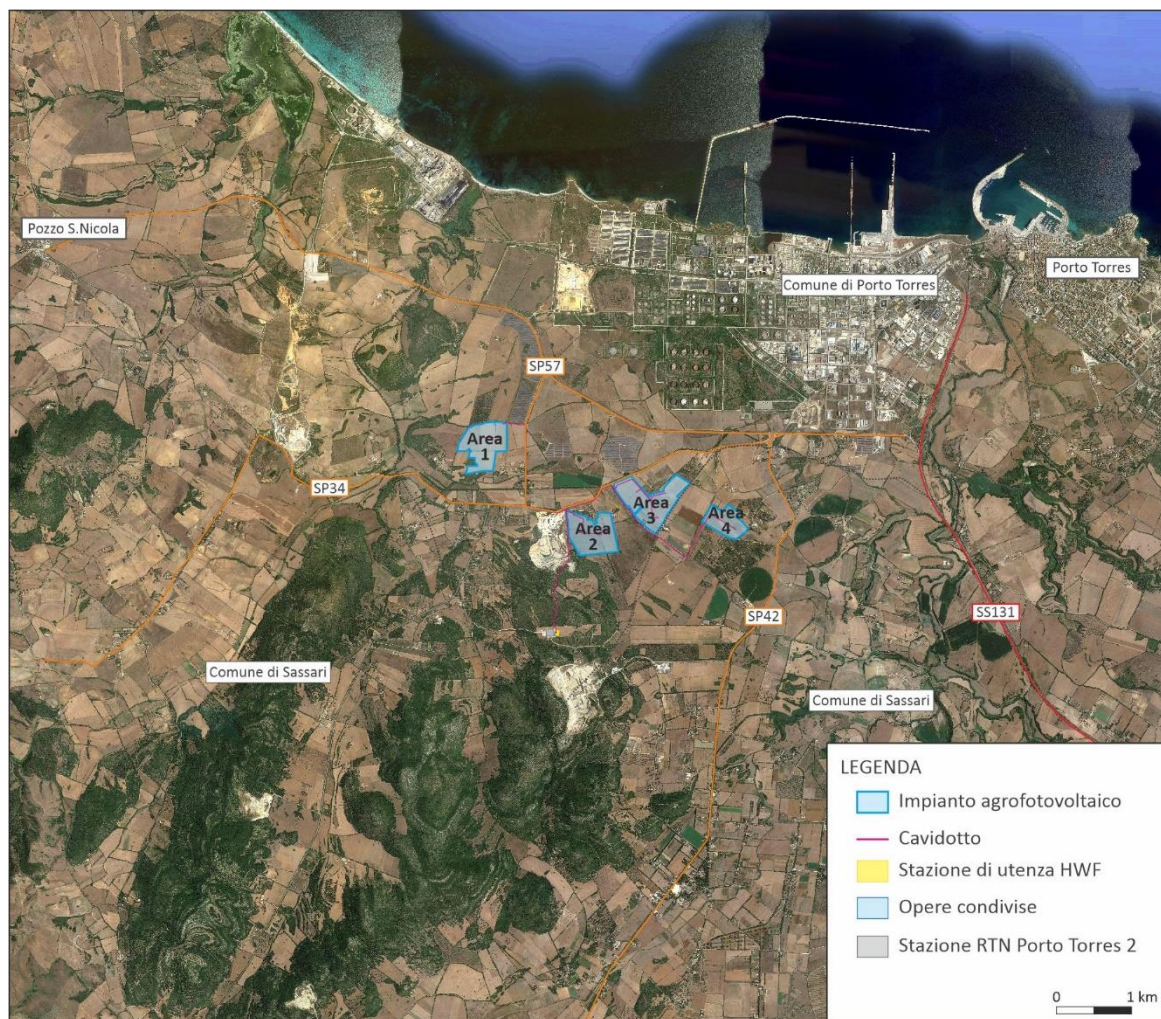 Pozzo S.Nicola
Comune di Porto Torres
Porto Torres
SP57
Area
1
SP34
Area
2
Area
3
Area
4
SP42
SS131
Comune di Sassari
Comune di Sassari
LEGENDA
Impianto agrofotovoltaico
Cavidotto
Stazione di utenza HWF
Opere condivise
Stazione RTN Porto Torres 2
0 1 km